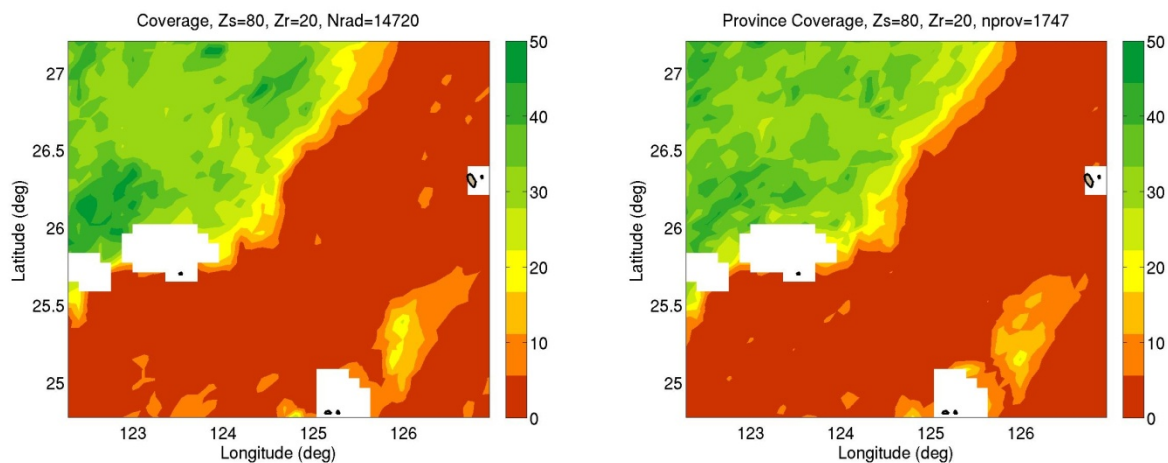 Coverage, Zs=80, Zr=20, Nrad=14720
27
26.5
26
25.5
25
Latitude (deg)
123 124 125 126
Longitude (deg)
50
40
30
20
10
0
Province Coverage, Zs=80, Zr=20, nprov=1747
27
26.5
26
25.5
25
Latitude (deg)
123 124 125 126
Longitude (deg)
50
40
30
20
10
0